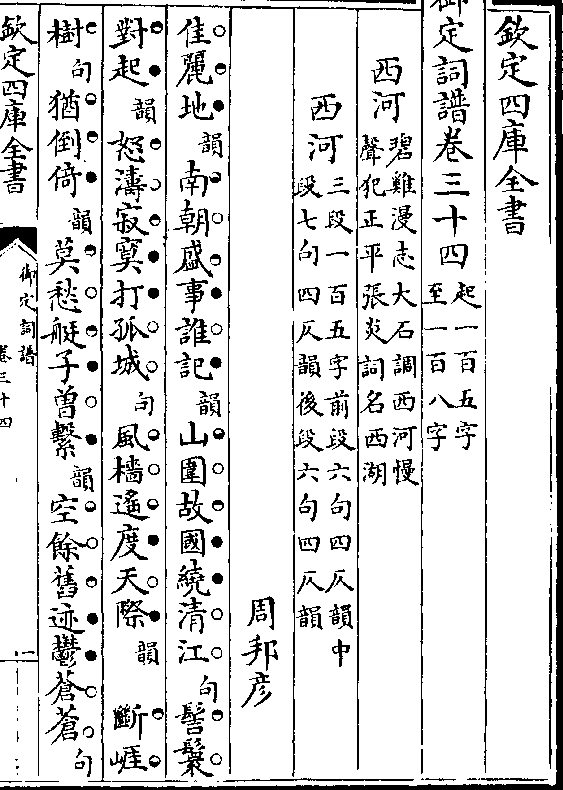 欽定四庫全書
御定詞譜卷三十四 起一百五字
至一百八字
西河 碧雞漫志大石調西河慢
聲犯正平張炎詞名西湖
西河 三段一百五字前段六句四仄韻中
段七句四仄韻後段六句四仄韻
周邦彥
佳麗地韻南朝盛事誰記韻山圍故國繞清江句髻鬟
對起韻怒濤寂寞打孤城句風檣遙度天際韻 斷崕
樹句猶倒倚韻莫愁艇子曾繫韻空餘舊迹鬱蒼蒼句
欽定四庫全書
御定詞譜
卷三十四
一